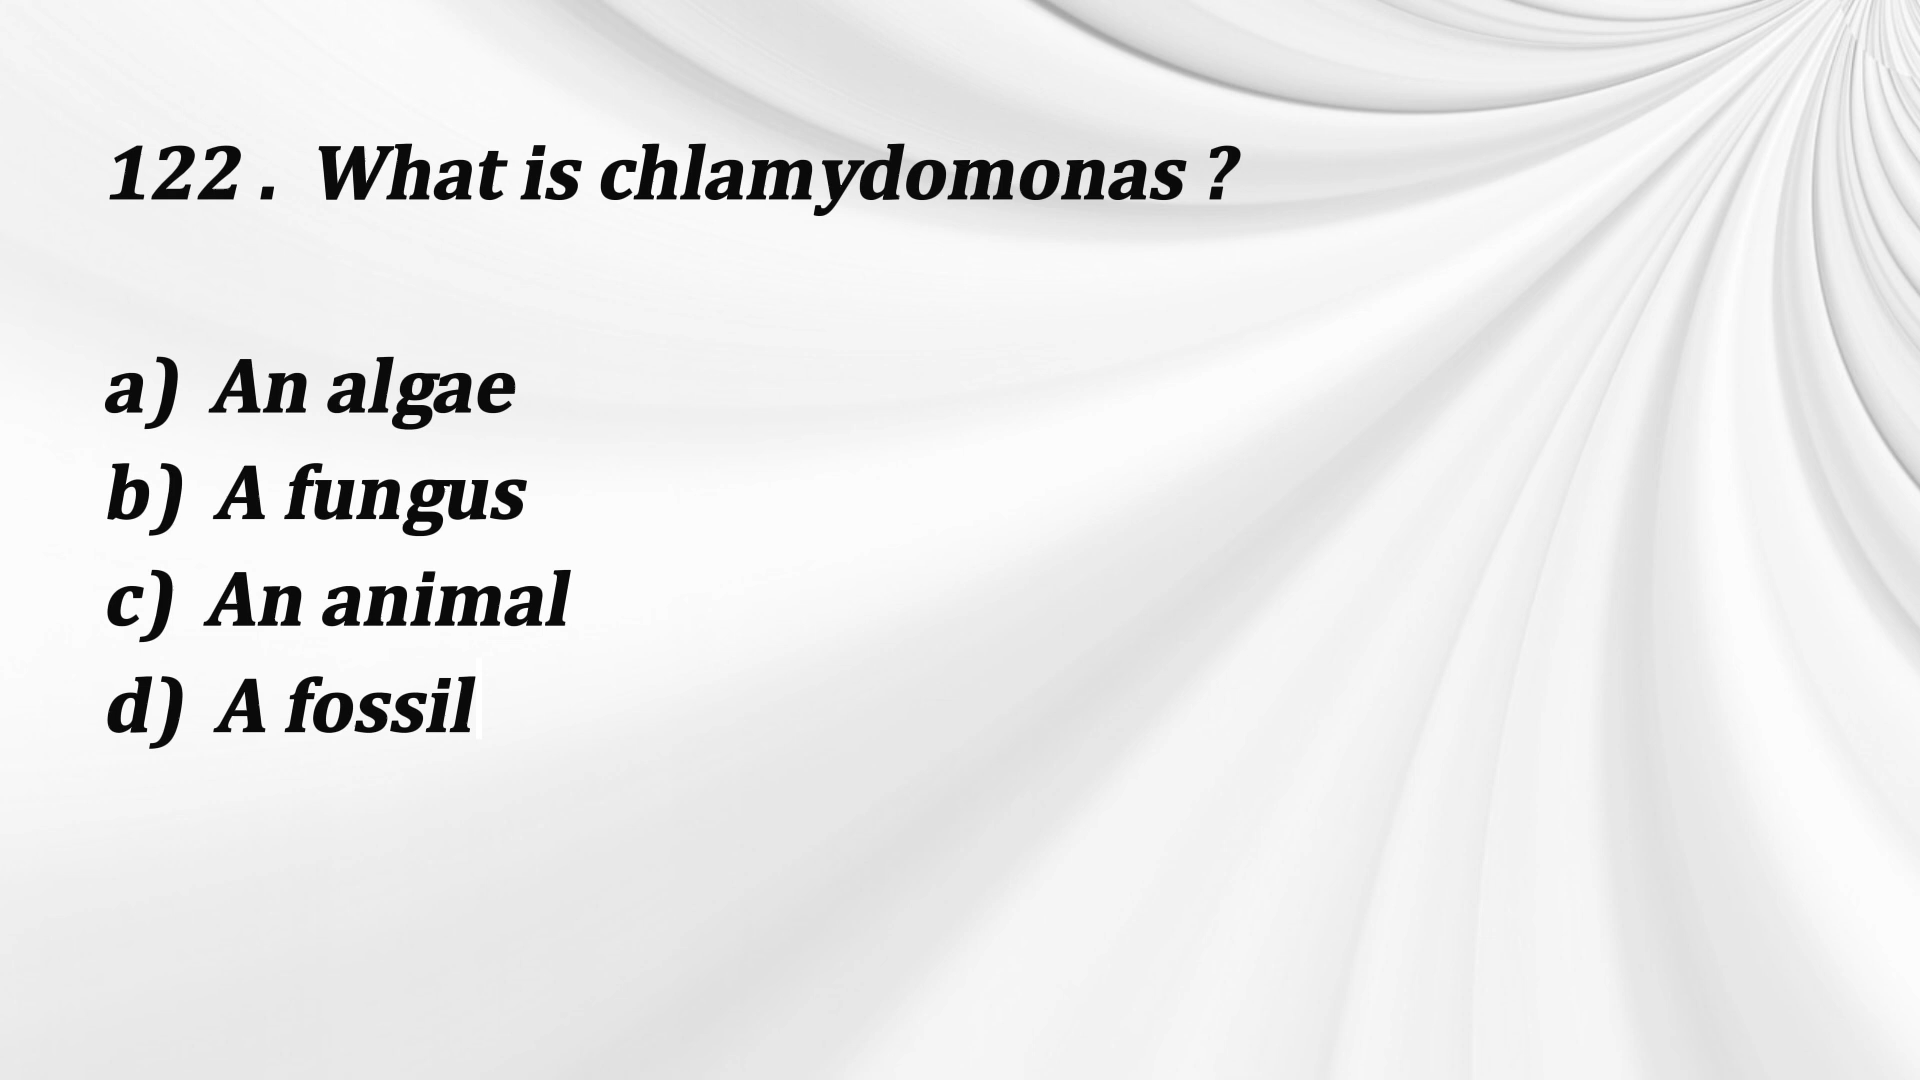 122 . What is chlamydomonas ?
a) An algae
b) A fungus
c) An animal
d) A fossil